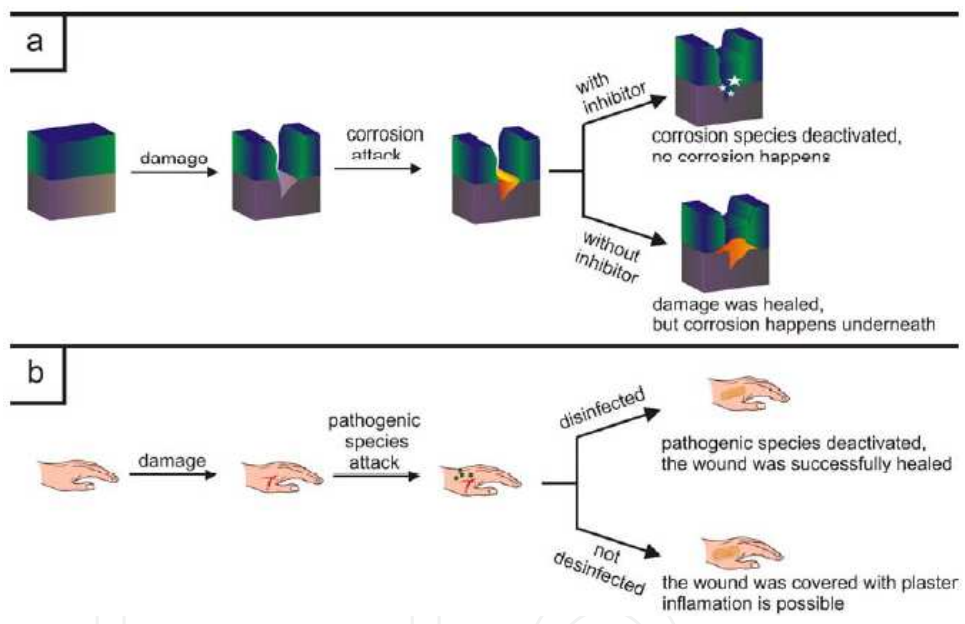 a
damage
corrosion
attack
with
inhibitor
corrosion species deactivated,
no corrosion happens
without
inhibitor
damage was healed,
but corrosion happens underneath
b
damage
pathogenic
species
attack
disinfected
pathogenic species deactivated,
the wound was successfully healed
not
desinfected
the wound was covered with plaster
inflamation is possible